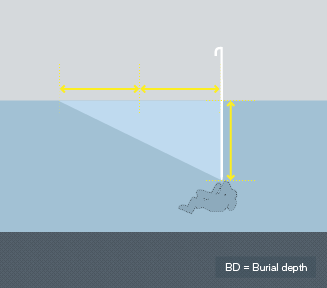 BD = Burial depth